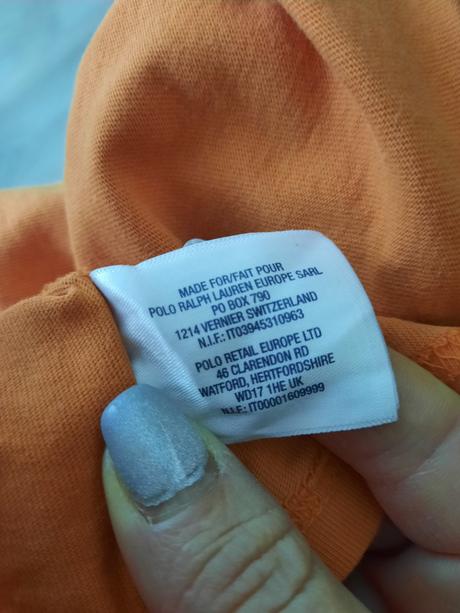 MADE FOR/FAIT POUR
POLO RALPH LAUREN EUROPE SARL
PO BOX 790
1214 VERNIER SWITZERLAND
N.I.F.: IT03945310963
POLO RETAIL EUROPE LTD
46 CLARENDON RD
WATFORD, HERTFORDSHIRE
WD17 1HE UK
N.I.F.: IT00001609999